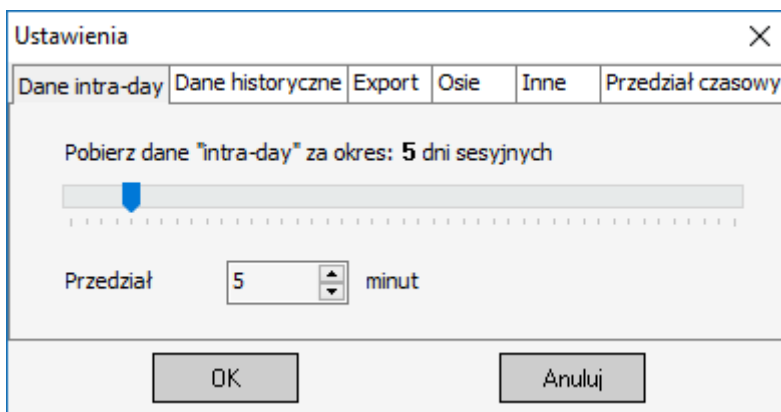 Ustawienia
Dane intra-day Dane historyczne Export Osie Inne Przedział czasowy
Pobierz dane "intra-day" za okres: 5 dni sesyjnych
Przedział 5 minut
OK Anuluj